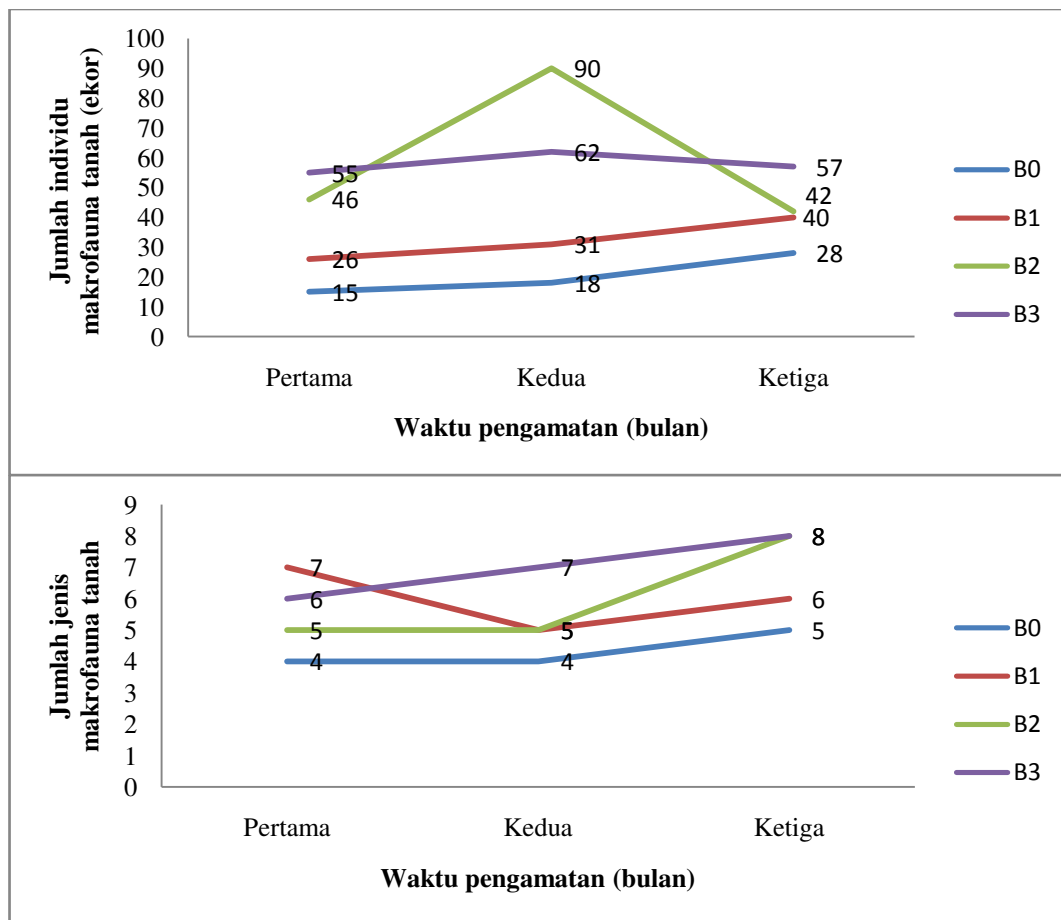 100
90
80
70
60
50
40
30
20
10
0
Jumlah individu
makrofauna tanah (ekor)
90
55
62
57
46
42
40
26
31
28
15
18
Pertama Kedua Ketiga
Waktu pengamatan (bulan)
B0
B1
B2
B3
9
8
7
6
5
4
3
2
1
0
Jumlah jenis
makrofauna tanah
8
7 7
6 6
5 5 5
4 4
Pertama Kedua Ketiga
Waktu pengamatan (bulan)
B0
B1
B2
B3